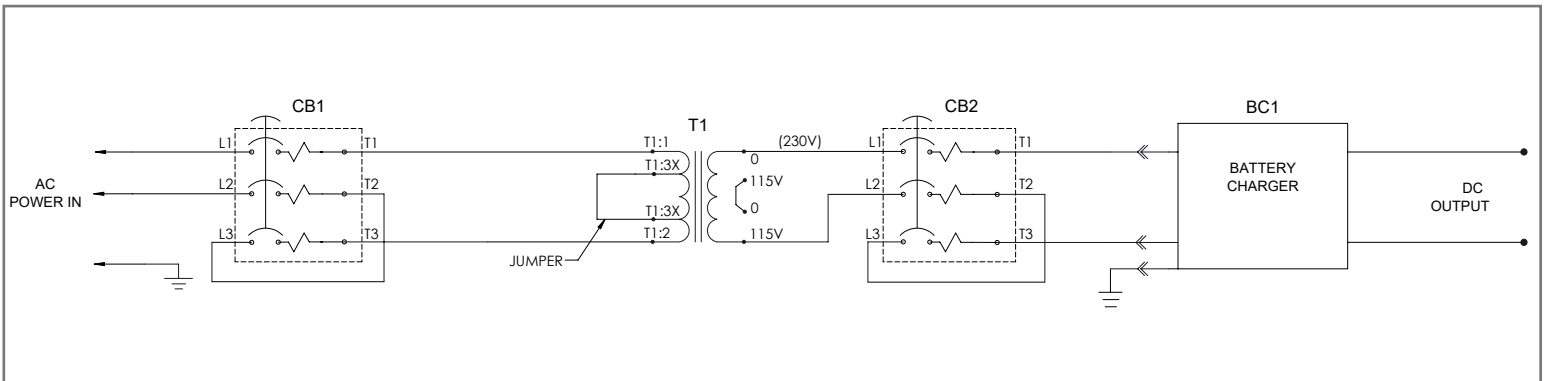 AC
POWER IN
CB1
L1
T1
L2
T2
L3
T3
T1
T1:1
T1:3X
T1:3X
T1:2
JUMPER
0
115V
0
115V
(230V)
CB2
L1
T1
L2
T2
L3
T3
BC1
BATTERY
CHARGER
DC
OUTPUT